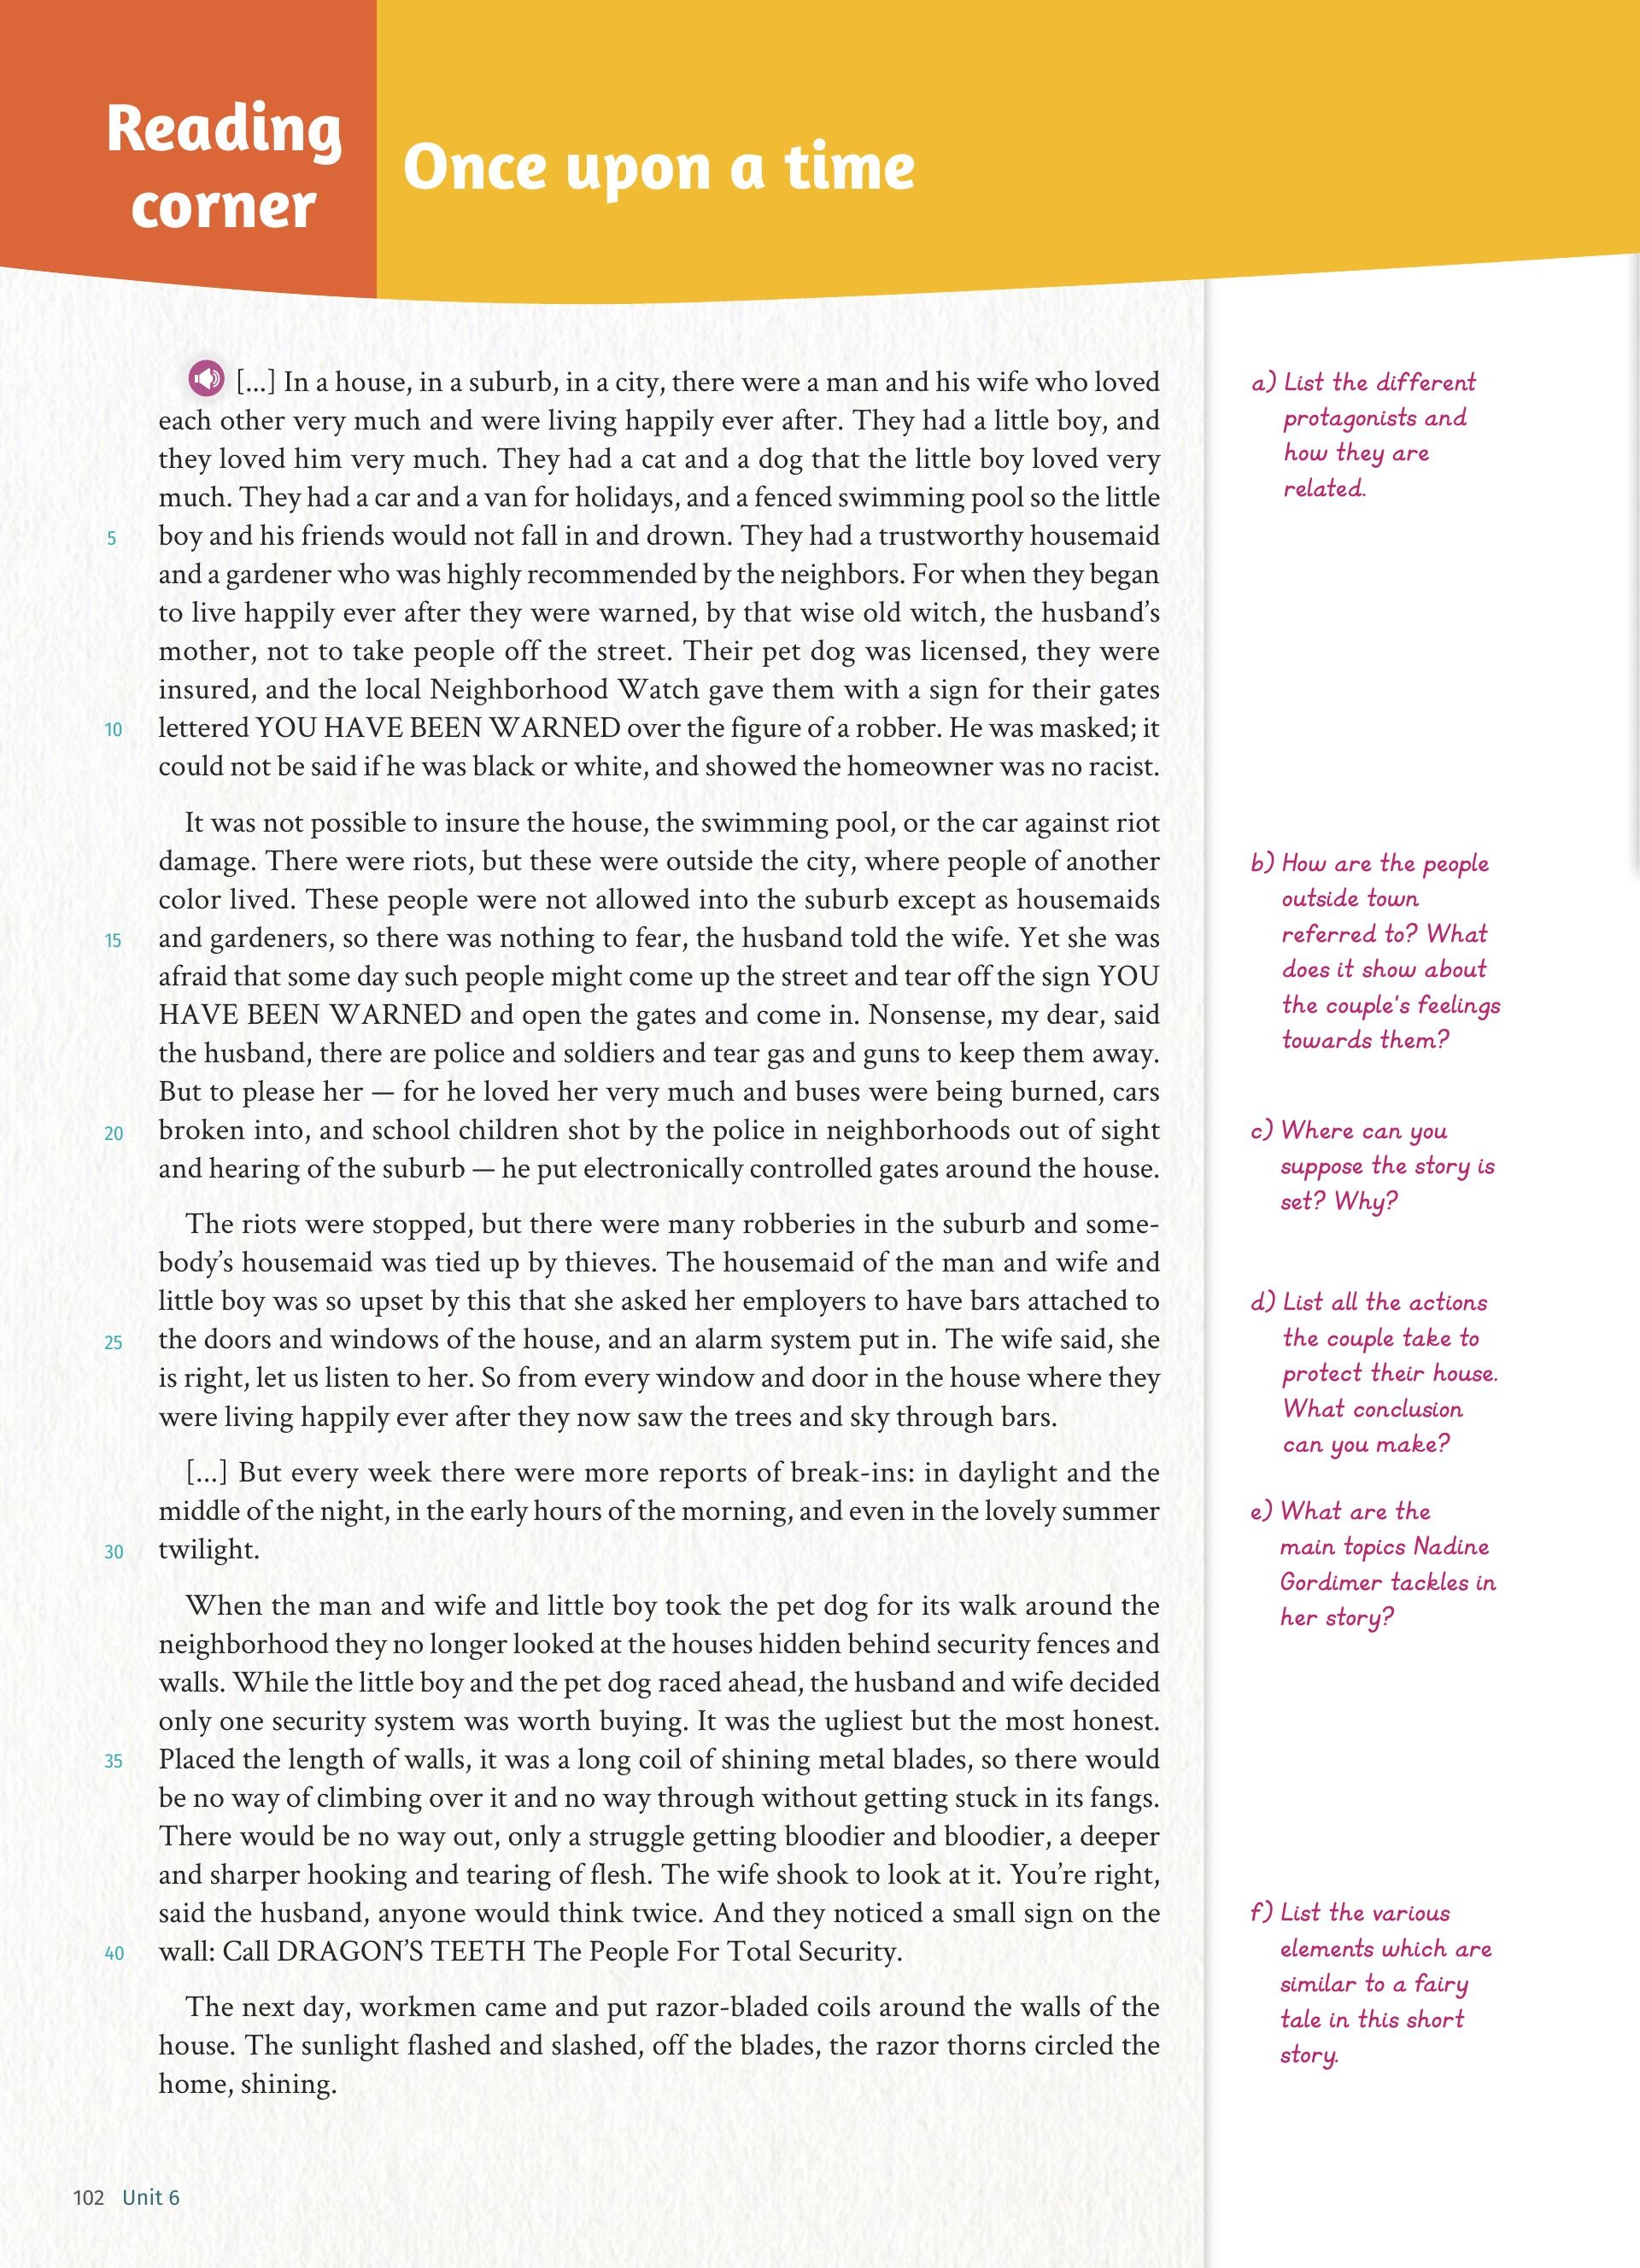 Reading
corner
Once upon a time
[...] In a house, in a suburb, in a city, there were a man and his wife who loved
each other very much and were living happily ever after. They had a little boy, and
they loved him very much. They had a cat and a dog that the little boy loved very
much. They had a car and a van for holidays, and a fenced swimming pool so the little
5 boy and his friends would not fall in and drown. They had a trustworthy housemaid
and a gardener who was highly recommended by the neighbors. For when they began
to live happily ever after they were warned, by that wise old witch, the husband's
mother, not to take people off the street. Their pet dog was licensed, they were
insured, and the local Neighborhood Watch gave them with a sign for their gates
10 lettered YOU HAVE BEEN WARNED over the figure of a robber. He was masked; it
could not be said if he was black or white, and showed the homeowner was no racist.
It was not possible to insure the house, the swimming pool, or the car against riot
damage. There were riots, but these were outside the city, where people of another
color lived. These people were not allowed into the suburb except as housemaids
15 and gardeners, so there was nothing to fear, the husband told the wife. Yet she was
afraid that some day such people might come up the street and tear off the sign YOU
HAVE BEEN WARNED and open the gates and come in. Nonsense, my dear, said
the husband, there are police and soldiers and tear gas and guns to keep them away.
But to please her — for he loved her very much and buses were being burned, cars
20 broken into, and school children shot by the police in neighborhoods out of sight
and hearing of the suburb — he put electronically controlled gates around the house.
The riots were stopped, but there were many robberies in the suburb and some-
body's housemaid was tied up by thieves. The housemaid of the man and wife and
little boy was so upset by this that she asked her employers to have bars attached to
25 the doors and windows of the house, and an alarm system put in. The wife said, she
is right, let us listen to her. So from every window and door in the house where they
were living happily ever after they now saw the trees and sky through bars.
[...] But every week there were more reports of break-ins: in daylight and the
middle of the night, in the early hours of the morning, and even in the lovely summer
30 twilight.
When the man and wife and little boy took the pet dog for its walk around the
neighborhood they no longer looked at the houses hidden behind security fences and
walls. While the little boy and the pet dog raced ahead, the husband and wife decided
only one security system was worth buying. It was the ugliest but the most honest.
35 Placed the length of walls, it was a long coil of shining metal blades, so there would
be no way of climbing over it and no way through without getting stuck in its fangs.
There would be no way out, only a struggle getting bloodier and bloodier, a deeper
and sharper hooking and tearing of flesh. The wife shook to look at it. You're right,
said the husband, anyone would think twice. And they noticed a small sign on the
40 wall: Call DRAGON'S TEETH The People For Total Security.
The next day, workmen came and put razor-bladed coils around the walls of the
house. The sunlight flashed and slashed, off the blades, the razor thorns circled the
home, shining.
a) List the different
protagonists and
how they are
related.
b) How are the people
outside town
referred to? What
does it show about
the couple's feelings
towards them?
c) Where can you
suppose the story is
set? Why?
d) List all the actions
the couple take to
protect their house.
What conclusion
can you make?
e) What are the
main topics Nadine
Gordimer tackles in
her story?
f) List the various
elements which are
similar to a fairy
tale in this short
story.
102 Unit 6